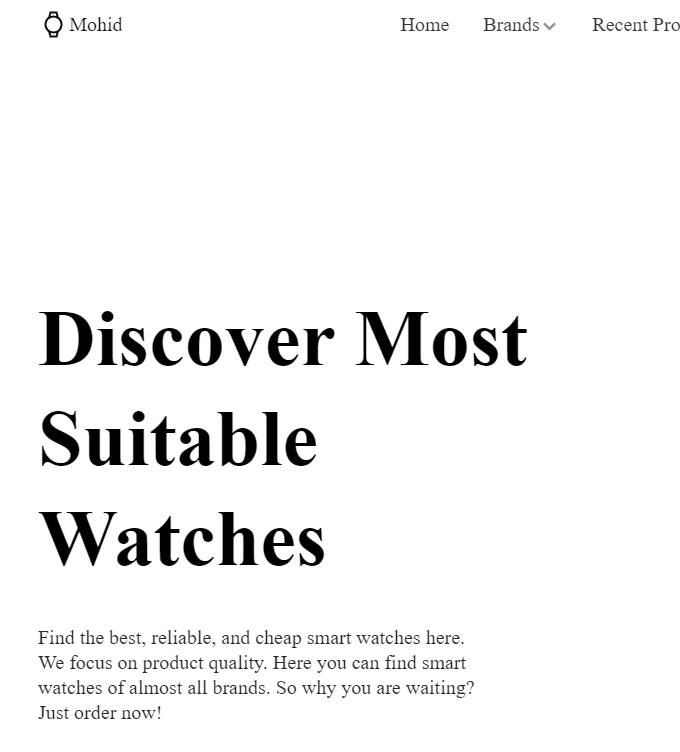 Mohid Home Brands Recent Pro
Discover Most
Suitable
Watches
Find the best, reliable, and cheap smart watches here.
We focus on product quality. Here you can find smart
watches of almost all brands. So why you are waiting?
Just order now!